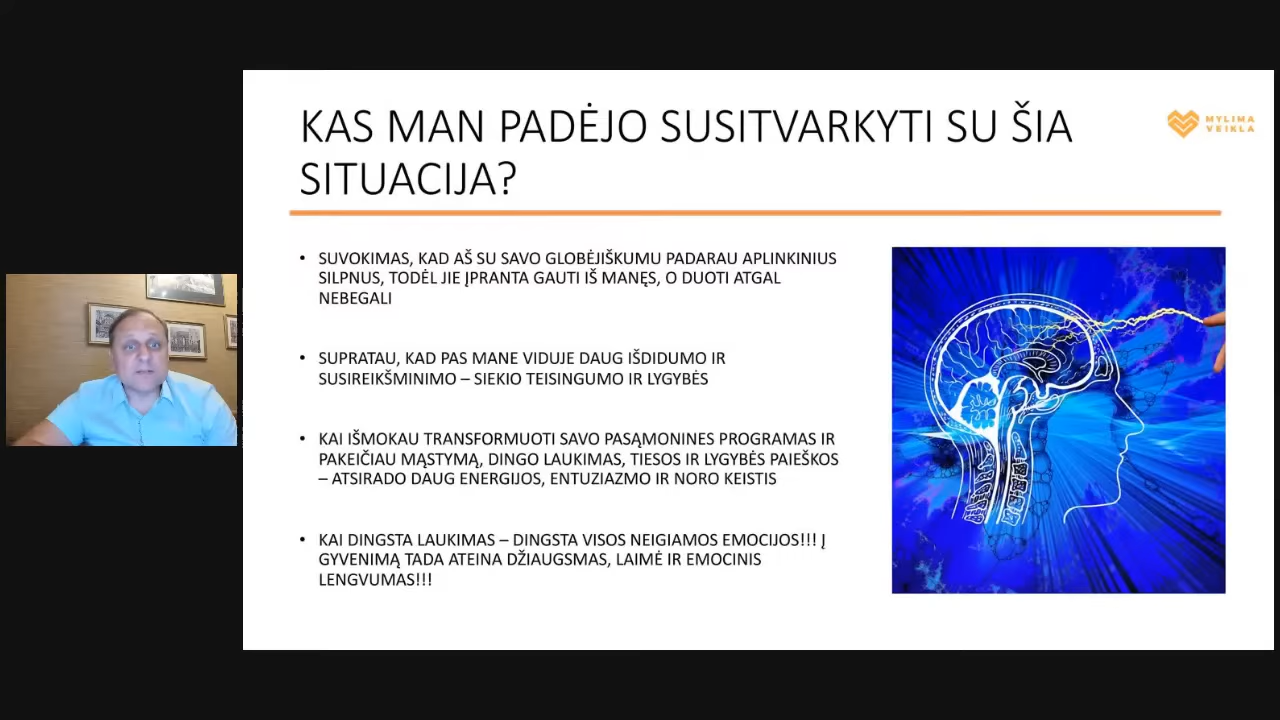 KAS MAN PADĖJO SUSITVARKYTI SU ŠIA
SITUACIJA?
MYLIMA
VEIKLA
• SUVOKIMAS, KAD AŠ SU SAVO GLOBĖJIŠKUMU PADARAU APLINKINIUS
SILPNUS, TODĖL JIE ĮPRANTA GAUTI IŠ MANĘS, O DUOTI ATGAL
NEBEGALI
• SUPRATAU, KAD PAS MANE VIDUJE DAUG IŠDIDUMO IR
SUSIREIKŠMINIMO – SIEKIO TEISINGUMO IR LYGYBĖS
• KAI IŠMOKAU TRANSFORMUOTI SAVO PASĄMONINES PROGRAMAS IR
PAKEIČIAU MĄSTYMĄ, DINGO LAUKIMAS, TIESOS IR LYGYBĖS PAIEŠKOS
– ATSIRADO DAUG ENERGIJOS, ENTUZIAZMO IR NORO KEISTIS
• KAI DINGSTA LAUKIMAS – DINGSTA VISOS NEIGIAMOS EMOCIJOS!!! Į
GYVENIMĄ TADA ATEINA DŽIAUGSMAS, LAIMĖ IR EMOCINIS
LENGVUMAS!!!